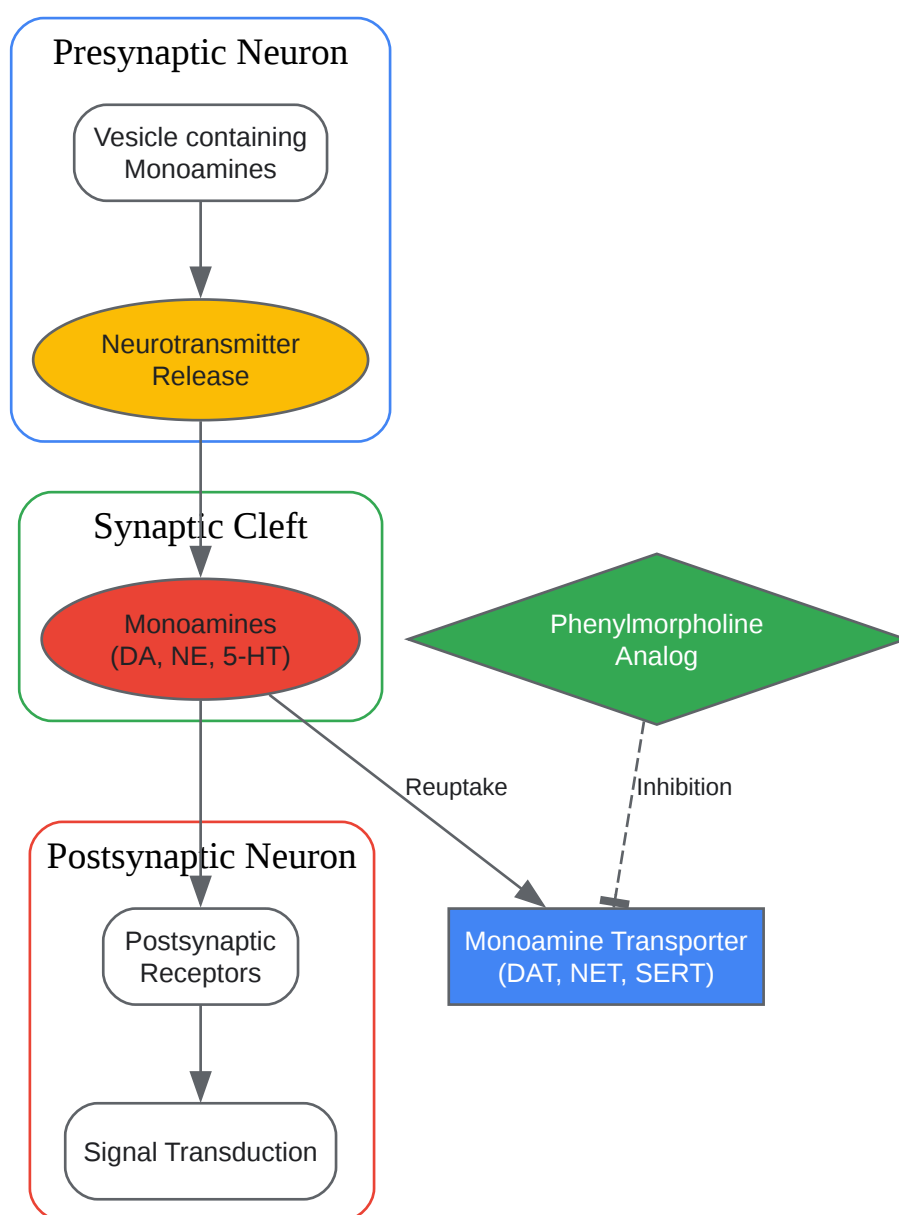 Presynaptic Neuron
Vesicle containing
Monoamines
Neurotransmitter
Release
Synaptic Cleft
Monoamines
(DA, NE, 5-HT)
Phenylmorpholine
Analog
Reuptake
Inhibition
Postsynaptic Neuron
Postsynaptic
Receptors
Monoamine Transporter
(DAT, NET, SERT)
Signal Transduction